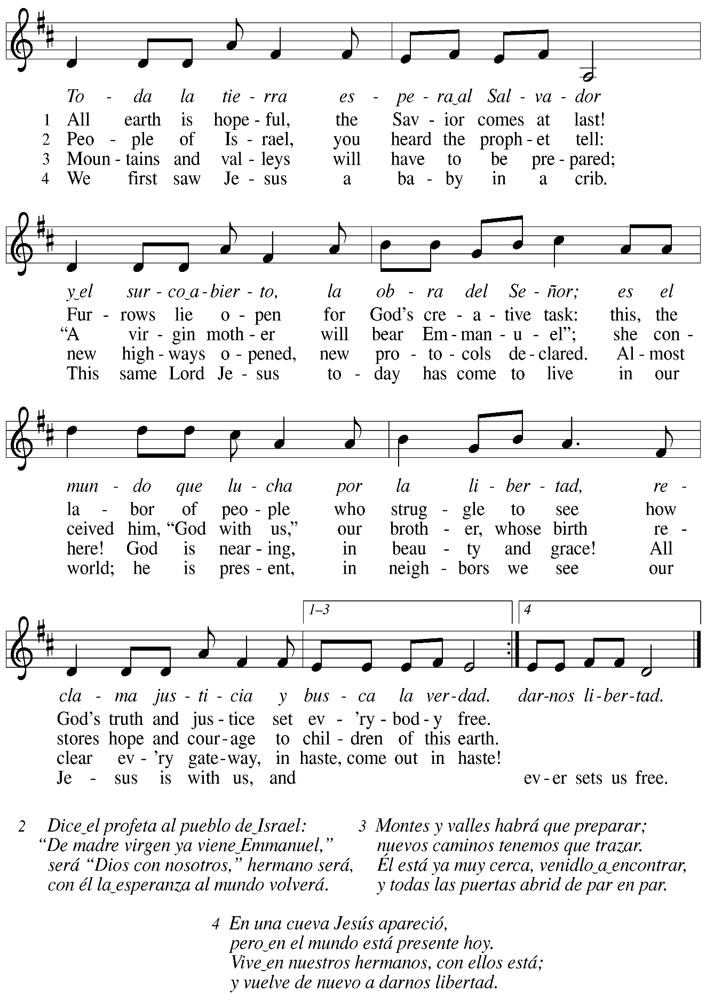 To - da la tie - rra es - pe - ra‿al Sal - va - dor
1 All earth is hope - ful, the Sav - ior comes at last!
2 Peo - ple of Is - rael, you heard the proph - et tell:
3 Moun - tains and val - leys will have to be pre - pared;
4 We first saw Je - sus a ba - by in a crib.
y‿el sur - co‿a - bier - to, la ob - ra del Se - ñor; es el
Fur - rows lie o - pen for God's cre - a - tive task: this, the
“A vir - gin moth - er will bear Em - man - u - el”; she con -
new high - ways o - pened, new pro - to - cols de - clared. Al - most
This same Lord Je - sus to - day has come to live in our
mun - do que lu - cha por la li - ber - tad, re -
la - bor of peo - ple who strug - gle to see how
ceived him, “God with us,” our broth - er, whose birth re -
here! God is near - ing, in beau - ty and grace! All
world; he is pres - ent, in neigh - bors we see our
1–3 4
cla - ma jus - ti - cia y bus - ca la ver - dad. dar - nos li - ber - tad.
God's truth and jus - tice set ev - 'ry - bod - y free.
stores hope and cour - age to chil - dren of this earth.
clear ev - 'ry gate - way, in haste, come out in haste!
Je - sus is with us, and ev - er sets us free.
2 Dice‿el profeta al pueblo de‿Israel:
“De madre virgen ya viene‿Emmanuel,”
será “Dios con nosotros,” hermano será,
con él la‿esperanza al mundo volverá.
3 Montes y valles habrá que preparar;
nuevos caminos tenemos que trazar.
Él está ya muy cerca, venidlo‿a‿encontrar,
y todas las puertas abrid de par en par.
4 En una cueva Jesús apareció,
pero‿en el mundo está presente hoy.
Vive‿en nuestros hermanos, con ellos está;
y vuelve de nuevo a darnos libertad.